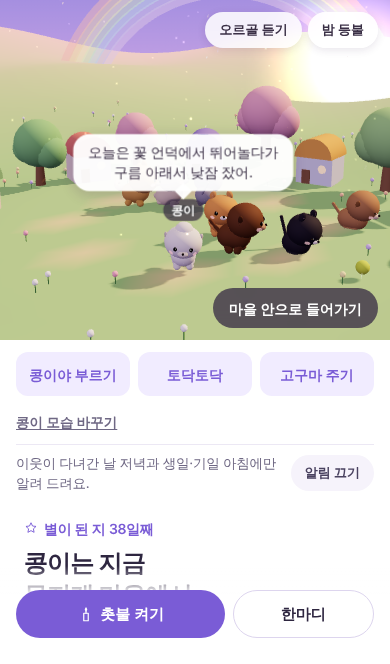 오르골 듣기
밤 등불
오늘은 꽃 언덕에서 뛰어놀다가
구름 아래서 낮잠 잤어.
콩이
마을 안으로 들어가기
콩이야 부르기
토닥토닥
고구마 주기
콩이 모습 바꾸기
이웃이 다녀간 날 저녁과 생일·기일 아침에만
알려 드려요.
알림 끄기
별이 된 지 38일째
콩이는 지금
촛불 켜기
한마디